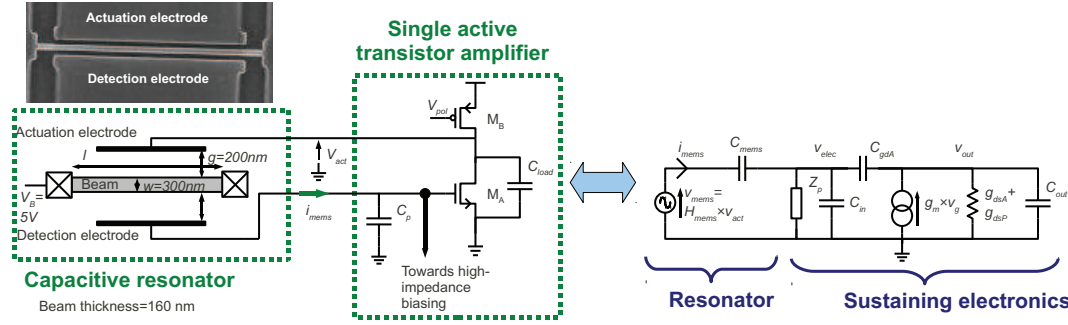 Actuation electrode
Detection electrode
Single active
transistor amplifier
Actuation electrode
l
g=200nm
Beam
w=300nm
V_B=
5V
Detection electrode
Capacitive resonator
Beam thickness=160 nm
V_act
i_mems
V_pol
M_B
C_load
M_A
C_p
Towards high-
impedance
biasing
i_mems
C_mems
v_mems=
H_mems×v_act
Resonator
v_elec
C_gdA
v_out
Z_p
C_in
g_m×v_g
g_dsA+
g_dsP
C_out
Sustaining electronics